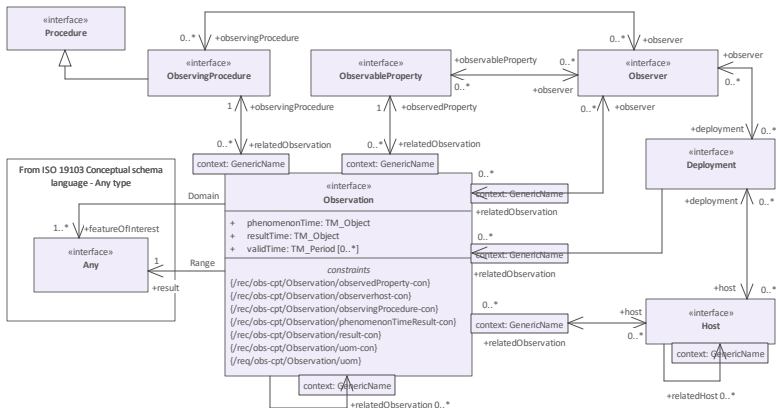 «interface»
Procedure
0..*
+observingProcedure
0..*
+observer
«interface»
ObservingProcedure
«interface»
ObservableProperty
+observableProperty
0..*
0..*
+observer
«interface»
Observer
+observer
0..*
1
+observingProcedure
1
+observedProperty
0..*
+observer
0..*
+relatedObservation
0..*
+relatedObservation
+deployment
0..*
context: GenericName
context: GenericName
From ISO 19103 Conceptual schema
language - Any type
«interface»
Deployment
Domain
1..*
+featureOfInterest
«interface»
Any
Range
1
+result
«interface»
Observation
+ phenomenonTime: TM_Object
+ resultTime: TM_Object
+ validTime: TM_Period [0..*]
constraints
{/rec/obs-cpt/Observation/observedProperty-con}
{/rec/obs-cpt/Observation/observerhost-con}
{/rec/obs-cpt/Observation/observingProcedure-con}
{/rec/obs-cpt/Observation/phenomenonTimeResult-con}
{/rec/obs-cpt/Observation/result-con}
{/rec/obs-cpt/Observation/uom-con}
{/req/obs-cpt/Observation/uom}
0..*
context: GenericName
+relatedObservation
0..*
context: GenericName
+relatedObservation
+deployment
0..*
+host
0..*
0..*
context: GenericName
+relatedObservation
+host
0..*
«interface»
Host
context: GenericName
+relatedHost 0..*
context: GenericName
+relatedObservation 0..*